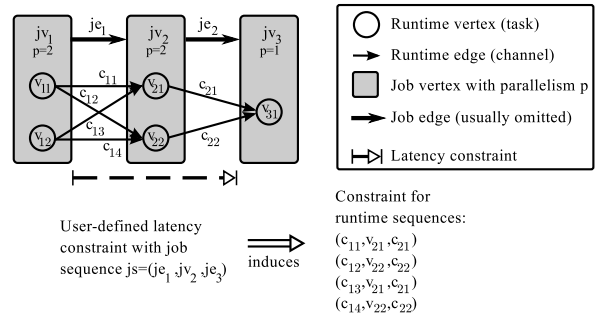 jv1 je1 jv2 je2 jv3
p=2 p=2 p=1
v11 c11 v21 c21
c12
v31
c13
v12 c14 v22 c22
Runtime vertex (task)
Runtime edge (channel)
Job vertex with parallelism p
Job edge (usually omitted)
Latency constraint
User-defined latency
constraint with job
sequence js=(je1,jv2,je3)
induces
Constraint for
runtime sequences:
(c11,v21,c21)
(c12,v22,c22)
(c13,v21,c21)
(c14,v22,c22)